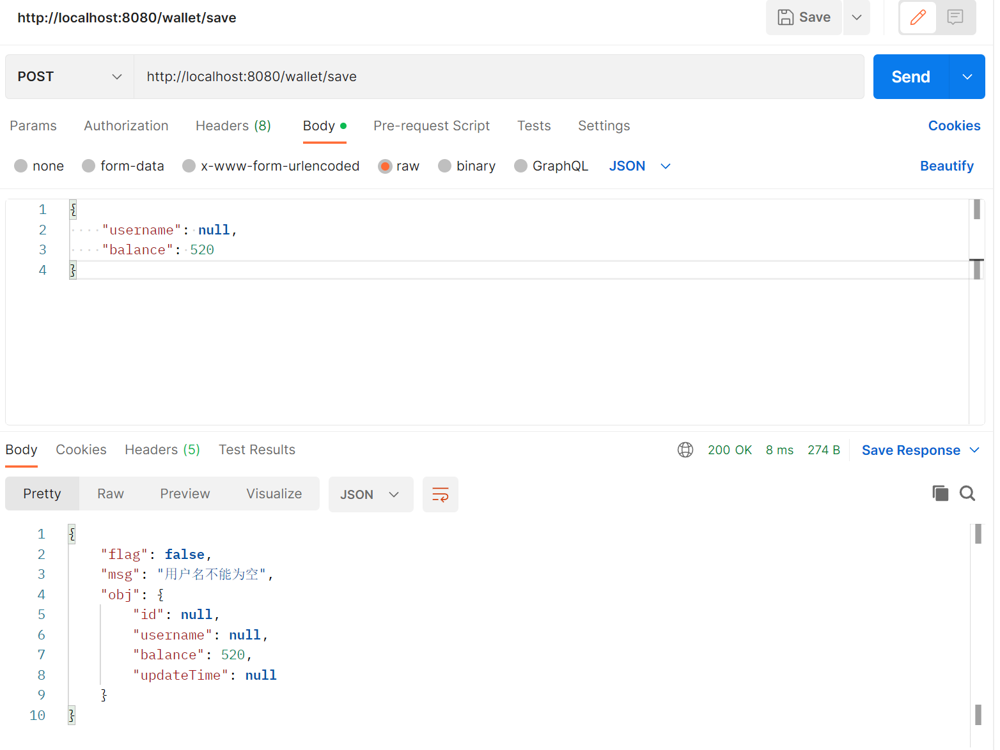 http://localhost:8080/wallet/save
Save
POST
http://localhost:8080/wallet/save
Send
Params Authorization Headers (8) Body Pre-request Script Tests Settings Cookies
none form-data x-www-form-urlencoded raw binary GraphQL JSON Beautify
1 {
2 "username": null,
3 "balance": 520
4 }
Body Cookies Headers (5) Test Results 200 OK 8 ms 274 B Save Response
Pretty Raw Preview Visualize JSON
1 {
2 "flag": false,
3 "msg": "用户名不能为空",
4 "obj": {
5 "id": null,
6 "username": null,
7 "balance": 520,
8 "updateTime": null
9 }
10 }